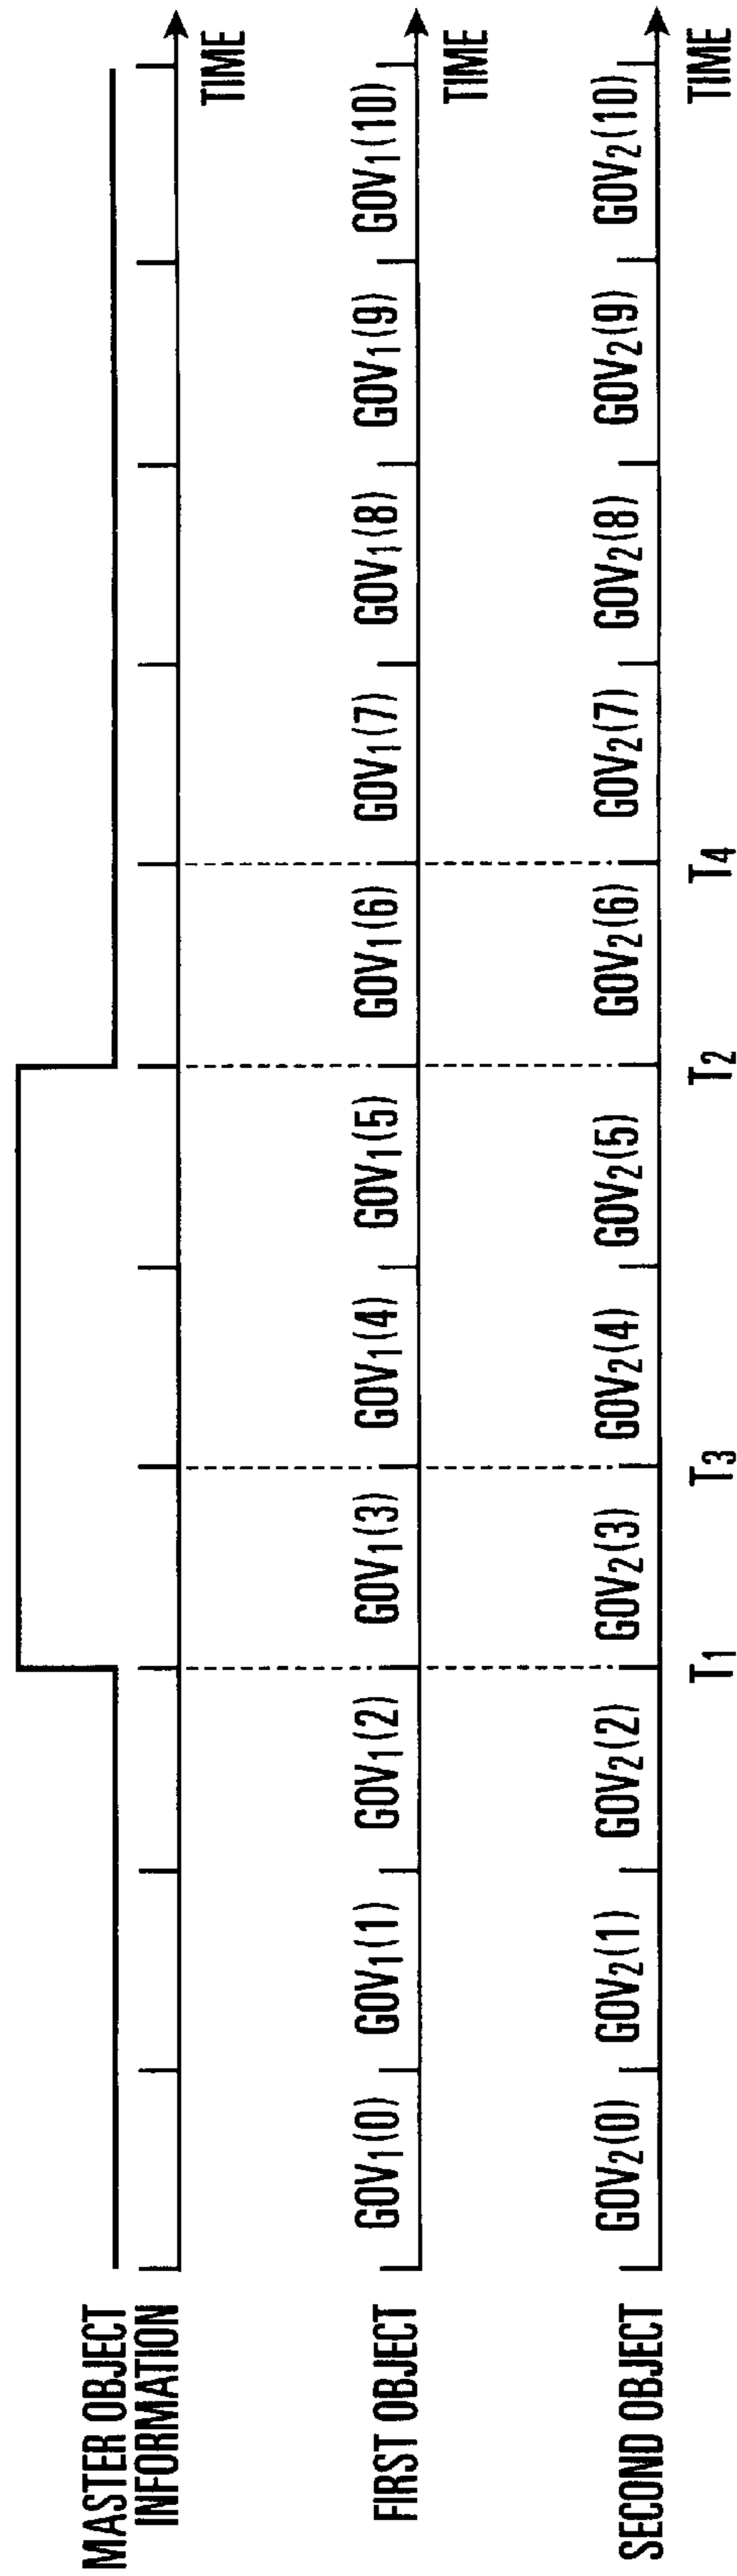 MASTER OBJECT
INFORMATION
TIME
FIRST OBJECT
GOV₁(0) GOV₁(1) GOV₁(2) GOV₁(3) GOV₁(4) GOV₁(5) GOV₁(6) GOV₁(7) GOV₁(8) GOV₁(9) GOV₁(10)
TIME
SECOND OBJECT
GOV₂(0) GOV₂(1) GOV₂(2) GOV₂(3) GOV₂(4) GOV₂(5) GOV₂(6) GOV₂(7) GOV₂(8) GOV₂(9) GOV₂(10)
T₁ T₃ T₂ T₄ TIME